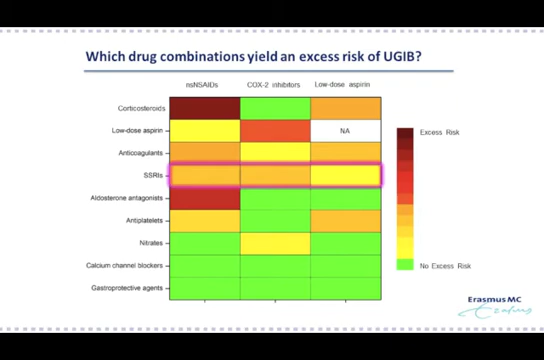 Which drug combinations yield an excess risk of UGIB?
nsNSAIDs COX-2 inhibitors Low-dose aspirin
Corticosteroids
Low-dose aspirin NA
Anticoagulants
SSRIs
Aldosterone antagonists
Antiplatelets
Nitrates
Calcium channel blockers
Gastroprotective agents
Excess Risk
No Excess Risk
Erasmus MC
Erasmus